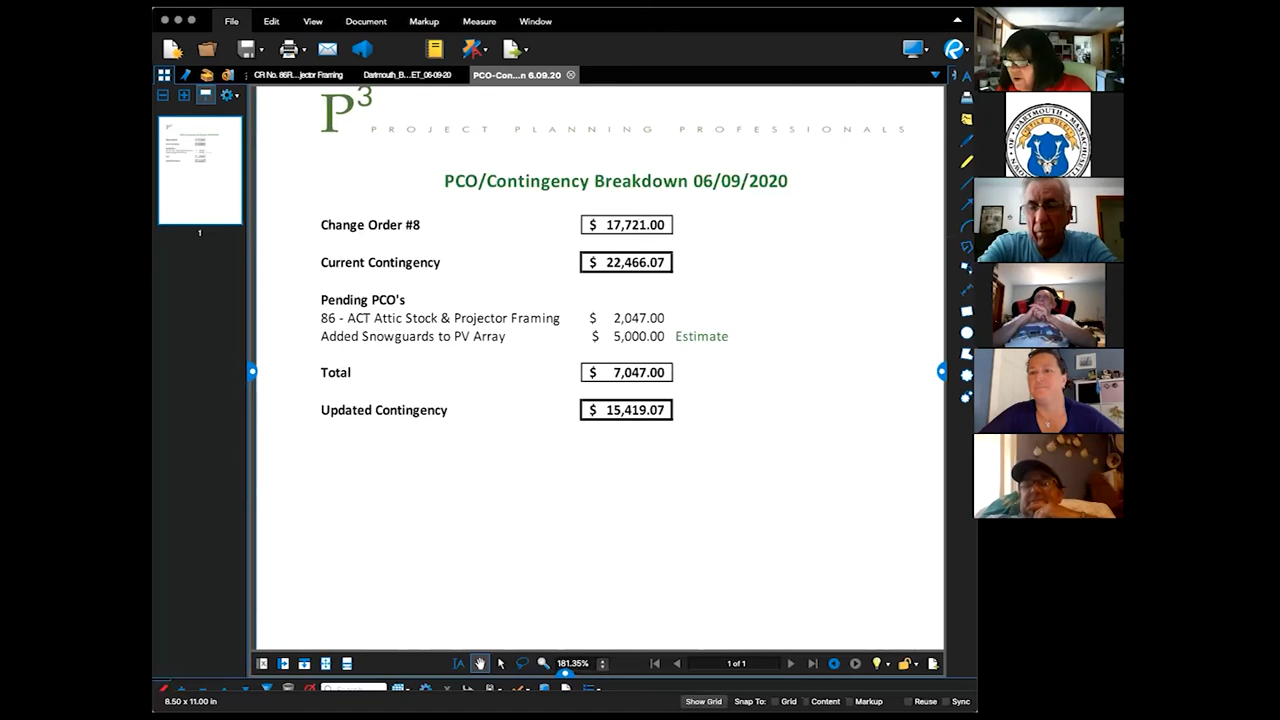 File Edit View Document Markup Measure Window
CR No. 86R...jector Framing Dartmouth_B...ET_06-09-20 PCO-Con...n 6.09.20
P3
PROJECT PLANNING PROFESSIONALS
PCO/Contingency Breakdown 06/09/2020
Change Order #8 $ 17,721.00
Current Contingency $ 22,466.07
Pending PCO's
86 - ACT Attic Stock & Projector Framing $ 2,047.00
Added Snowguards to PV Array $ 5,000.00 Estimate
Total $ 7,047.00
Updated Contingency $ 15,419.07
1
181.35% 1 of 1
8.50 x 11.00 in Show Grid Snap To: Grid Content Markup Reuse Sync
TOWN OF DARTMOUTH, MASSACHUSETTS